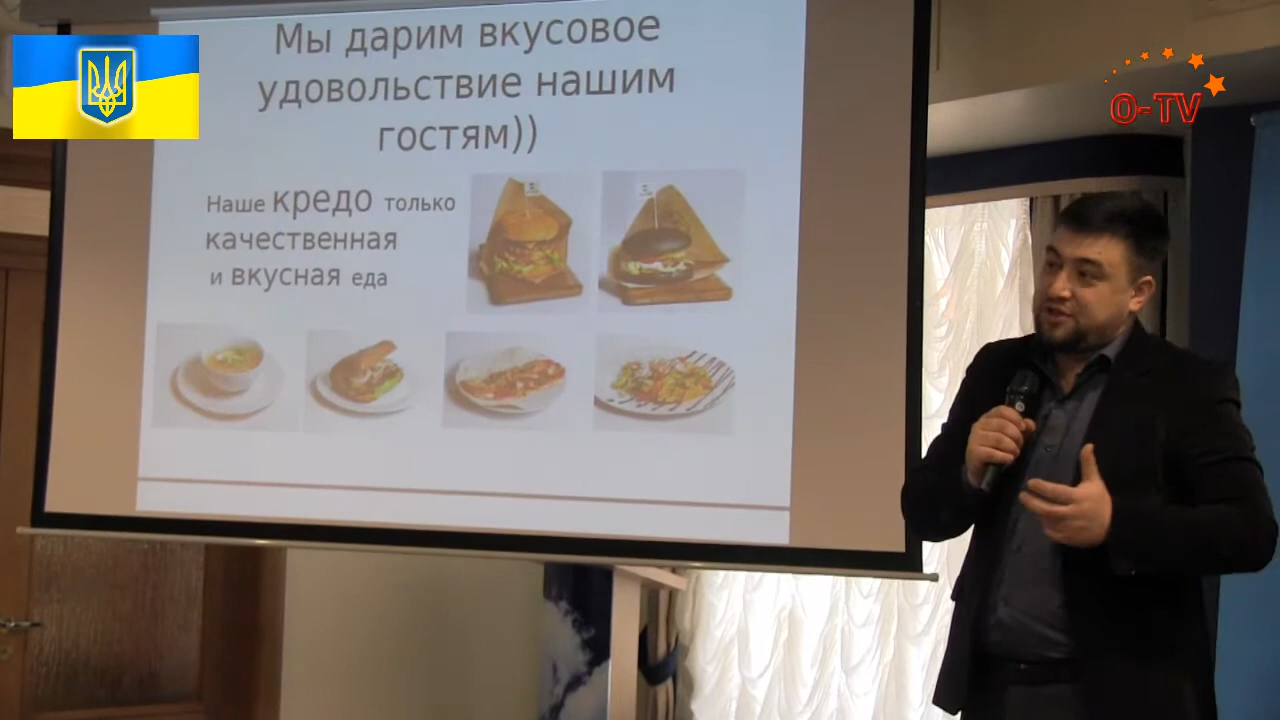 Мы дарим вкусовое
удовольствие нашим
гостям))
Наше кредо только
качественная
и вкусная еда
O-TV